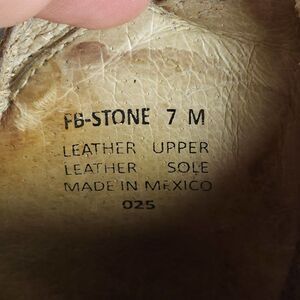 FB-STONE 7 M
LEATHER UPPER
LEATHER SOLE
MADE IN MEXICO
025